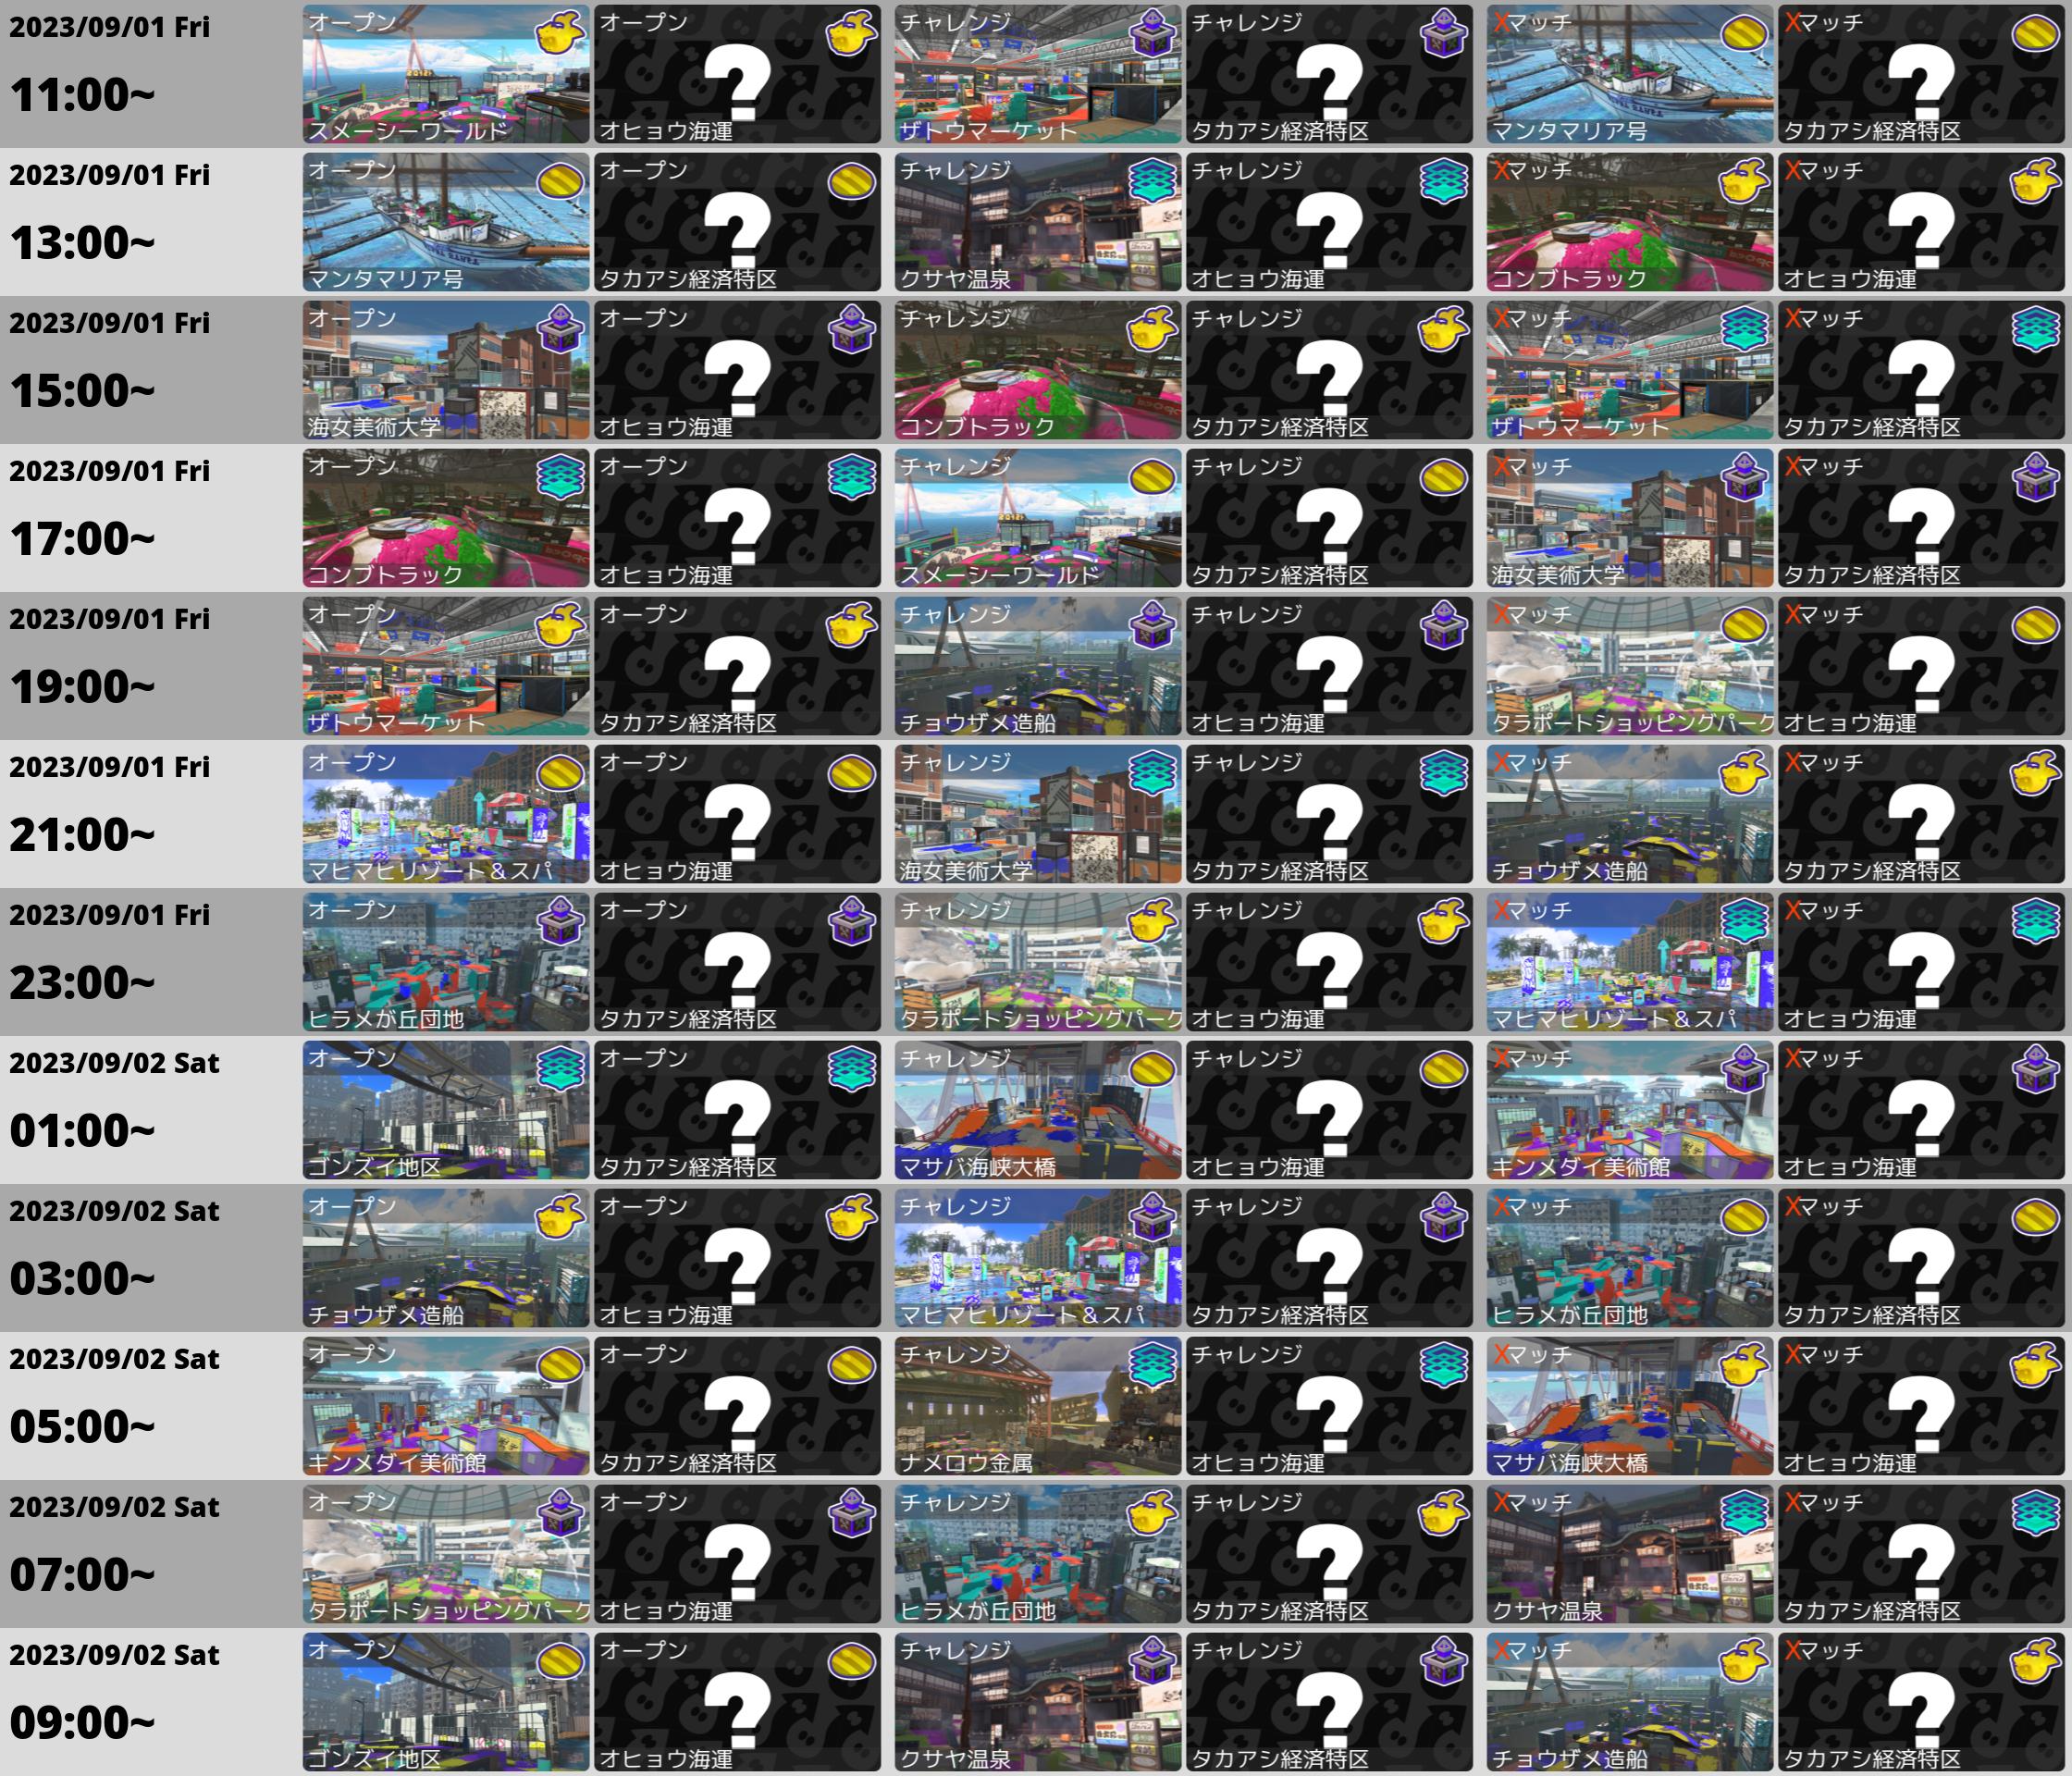 2023/09/01 Fri
11:00~
オープン
スメーシーワールド
オープン
オヒョウ海運
チャレンジ
ザトウマーケット
チャレンジ
タカアシ経済特区
Xマッチ
マンタマリア号
Xマッチ
タカアシ経済特区
2023/09/01 Fri
13:00~
オープン
マンタマリア号
オープン
タカアシ経済特区
チャレンジ
クサヤ温泉
チャレンジ
オヒョウ海運
Xマッチ
コンブトラック
Xマッチ
オヒョウ海運
2023/09/01 Fri
15:00~
オープン
海女美術大学
オープン
オヒョウ海運
チャレンジ
コンブトラック
チャレンジ
タカアシ経済特区
Xマッチ
ザトウマーケット
Xマッチ
タカアシ経済特区
2023/09/01 Fri
17:00~
オープン
コンブトラック
オープン
オヒョウ海運
チャレンジ
スメーシーワールド
チャレンジ
タカアシ経済特区
Xマッチ
海女美術大学
Xマッチ
タカアシ経済特区
2023/09/01 Fri
19:00~
オープン
ザトウマーケット
オープン
タカアシ経済特区
チャレンジ
チョウザメ造船
チャレンジ
オヒョウ海運
Xマッチ
タラポートショッピングパーク
Xマッチ
オヒョウ海運
2023/09/01 Fri
21:00~
オープン
マヒマヒリゾート＆スパ
オープン
オヒョウ海運
チャレンジ
海女美術大学
チャレンジ
タカアシ経済特区
Xマッチ
チョウザメ造船
Xマッチ
タカアシ経済特区
2023/09/01 Fri
23:00~
オープン
ヒラメが丘団地
オープン
タカアシ経済特区
チャレンジ
タラポートショッピングパーク
チャレンジ
オヒョウ海運
Xマッチ
マヒマヒリゾート＆スパ
Xマッチ
オヒョウ海運
2023/09/02 Sat
01:00~
オープン
ゴンズイ地区
オープン
タカアシ経済特区
チャレンジ
マサバ海峡大橋
チャレンジ
オヒョウ海運
Xマッチ
キンメダイ美術館
Xマッチ
オヒョウ海運
2023/09/02 Sat
03:00~
オープン
チョウザメ造船
オープン
オヒョウ海運
チャレンジ
マヒマヒリゾート＆スパ
チャレンジ
タカアシ経済特区
Xマッチ
ヒラメが丘団地
Xマッチ
タカアシ経済特区
2023/09/02 Sat
05:00~
オープン
キンメダイ美術館
オープン
タカアシ経済特区
チャレンジ
ナメロウ金属
チャレンジ
オヒョウ海運
Xマッチ
マサバ海峡大橋
Xマッチ
オヒョウ海運
2023/09/02 Sat
07:00~
オープン
タラポートショッピングパーク
オープン
オヒョウ海運
チャレンジ
ヒラメが丘団地
チャレンジ
タカアシ経済特区
Xマッチ
クサヤ温泉
Xマッチ
タカアシ経済特区
2023/09/02 Sat
09:00~
オープン
ゴンズイ地区
オープン
オヒョウ海運
チャレンジ
クサヤ温泉
チャレンジ
タカアシ経済特区
Xマッチ
チョウザメ造船
Xマッチ
タカアシ経済特区